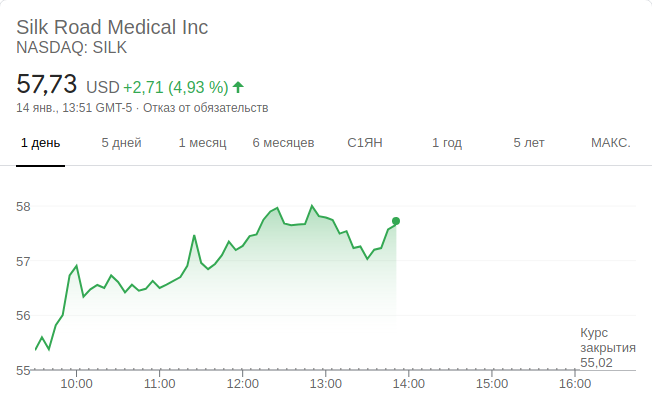 Silk Road Medical Inc
NASDAQ: SILK
57,73 USD +2,71 (4,93 %)
14 янв., 13:51 GMT-5 · Отказ от обязательств
1 день 5 дней 1 месяц 6 месяцев С1ЯН 1 год 5 лет МАКС.
58
57
56
55
Курс
закрытия
55,02
10:00 11:00 12:00 13:00 14:00 15:00 16:00